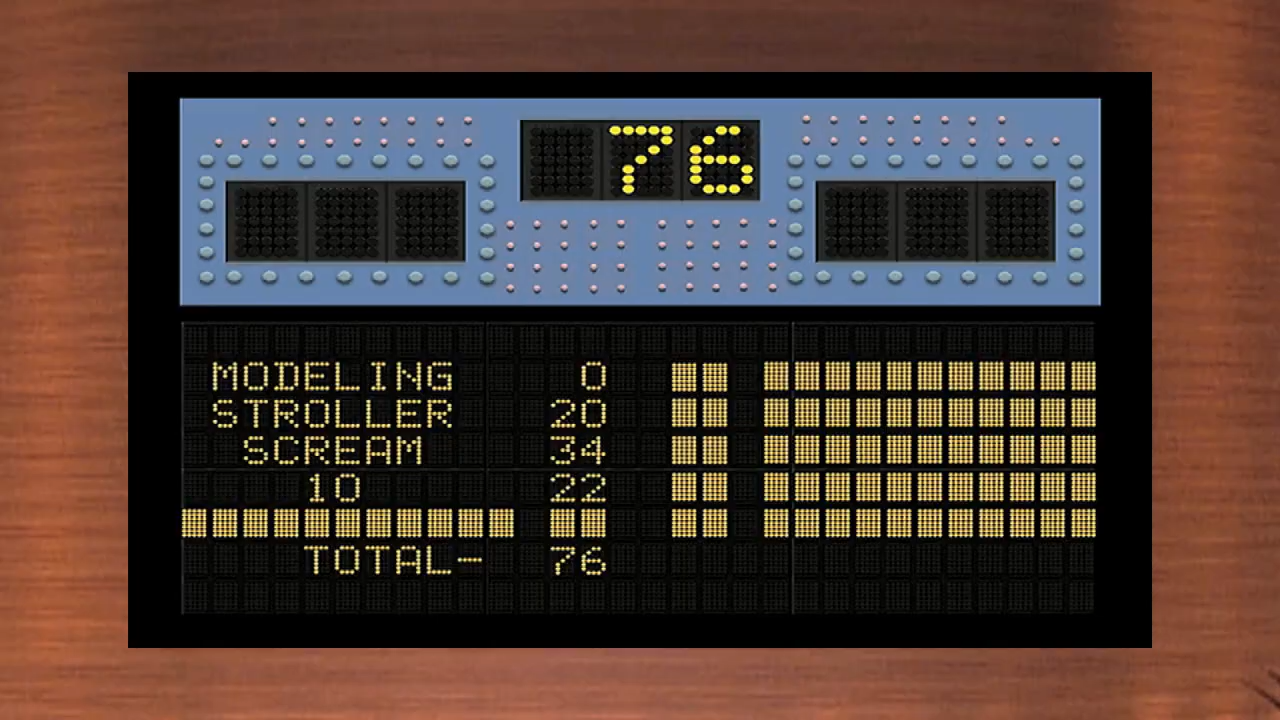 76
MODELING 0
STROLLER 20
SCREAM 34
10 22
TOTAL- 76